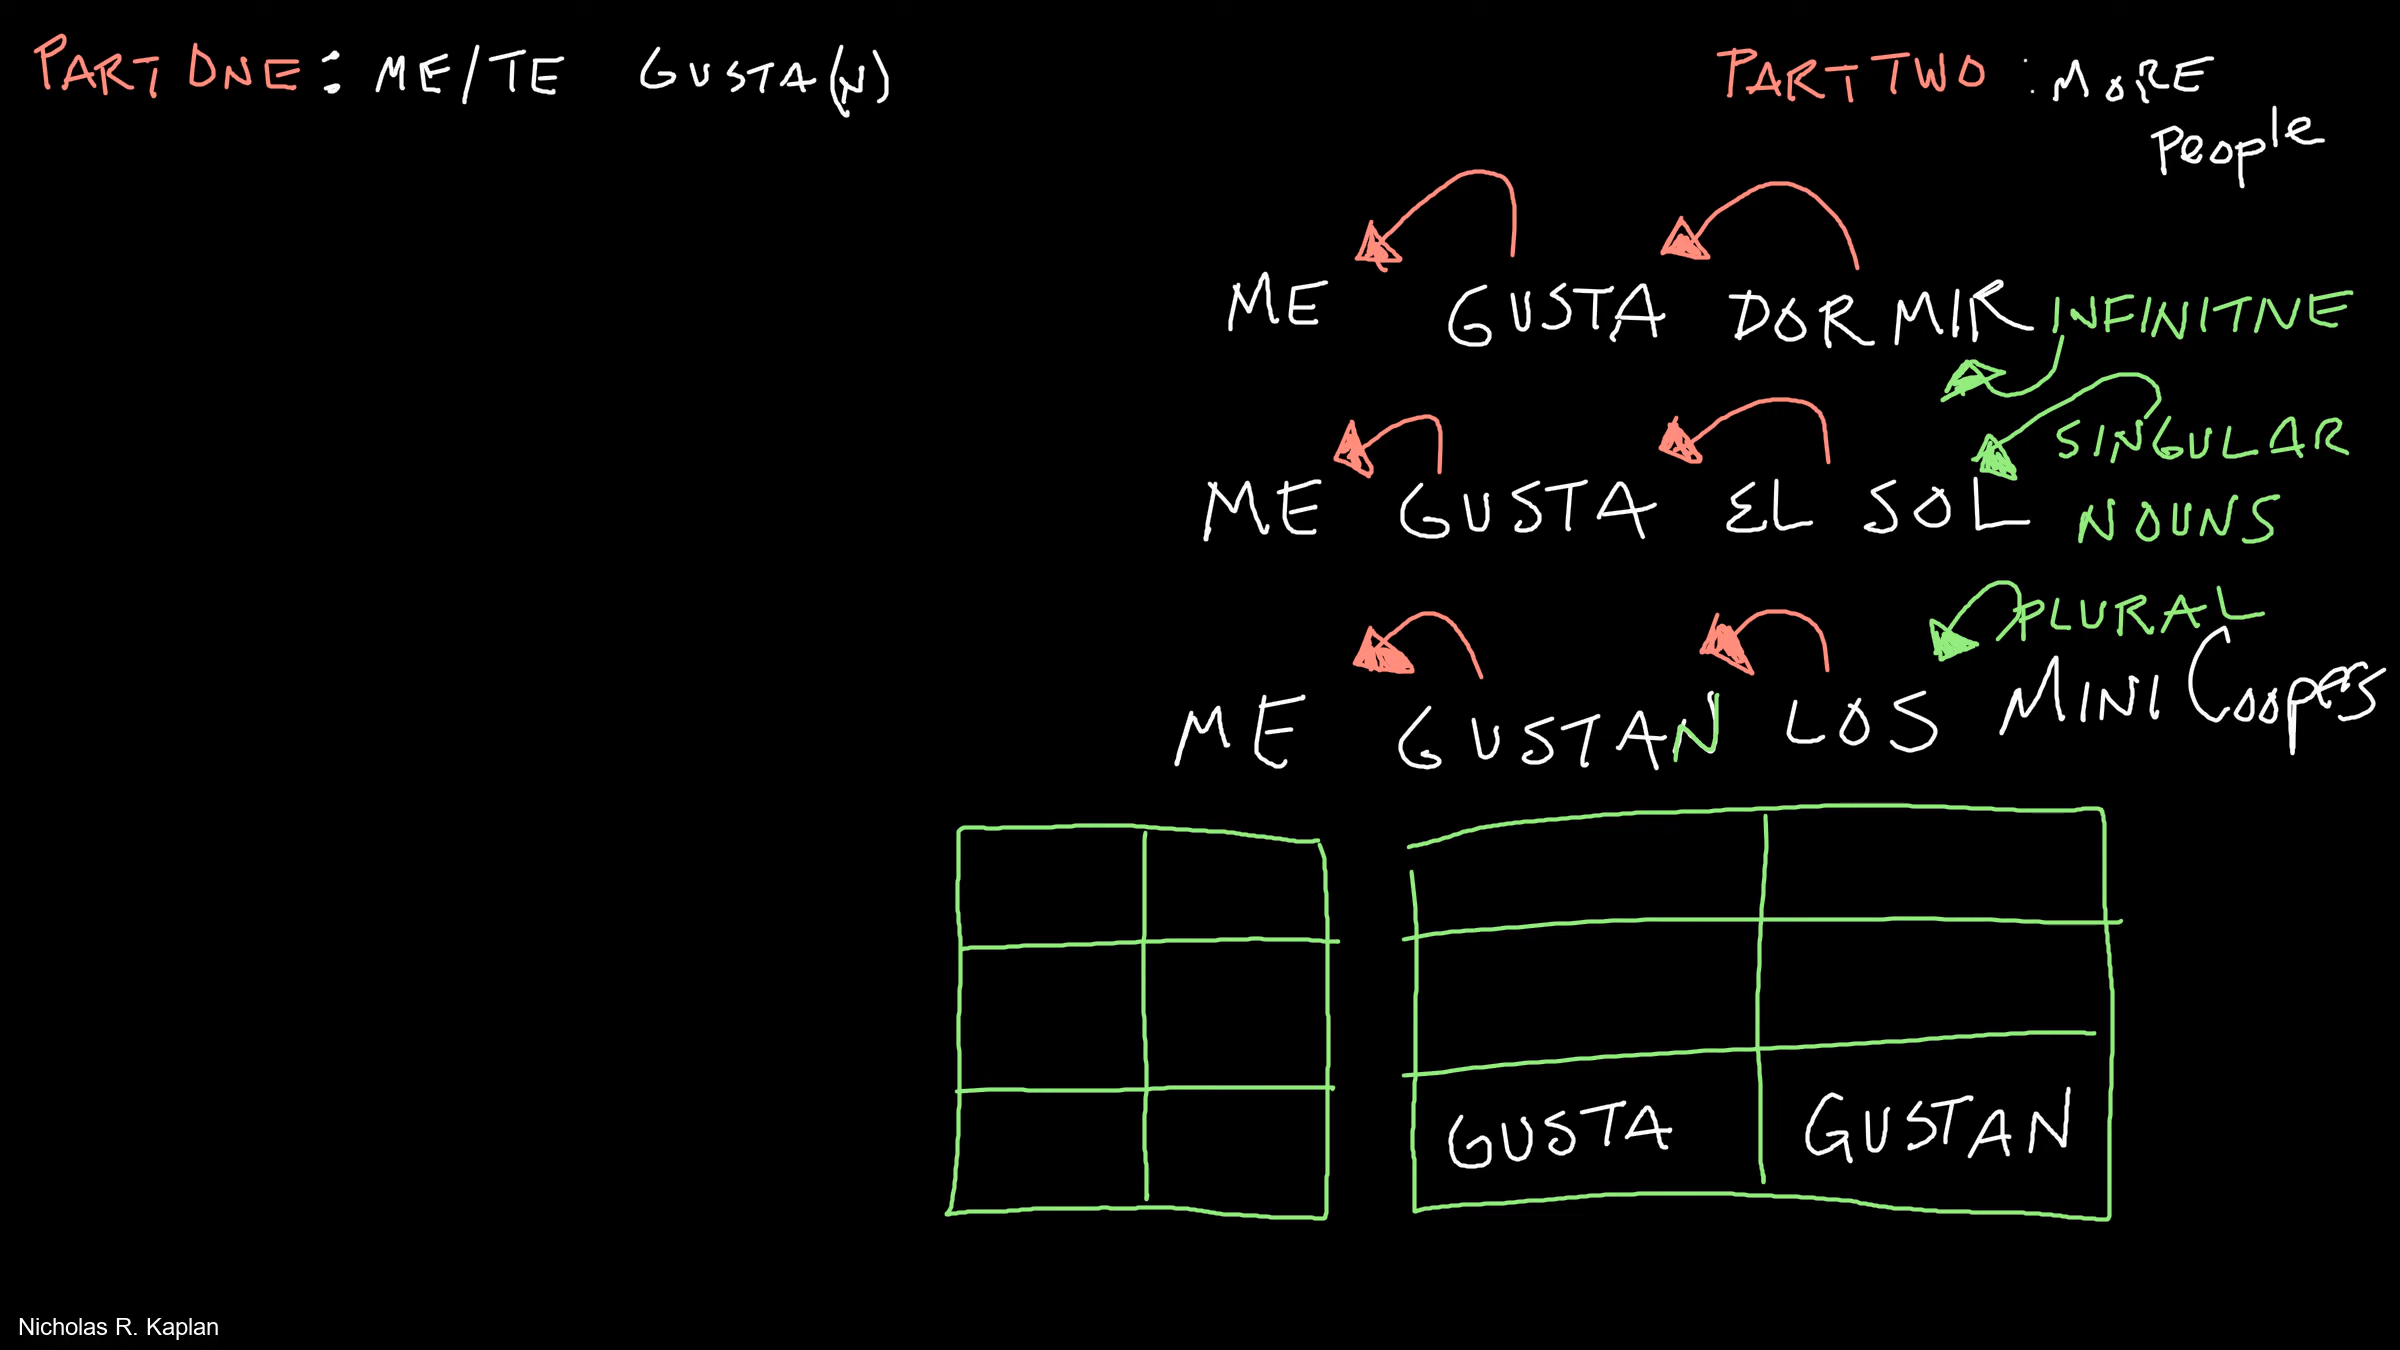 PART ONE: ME/TE GUSTA(N)
PART TWO: MORE
People
ME GUSTA DORMIR INFINITIVE
SINGULAR
ME GUSTA EL SOL NOUNS
PLURAL
ME GUSTAN LOS MINI Coopers
GUSTA GUSTAN
Nicholas R. Kaplan